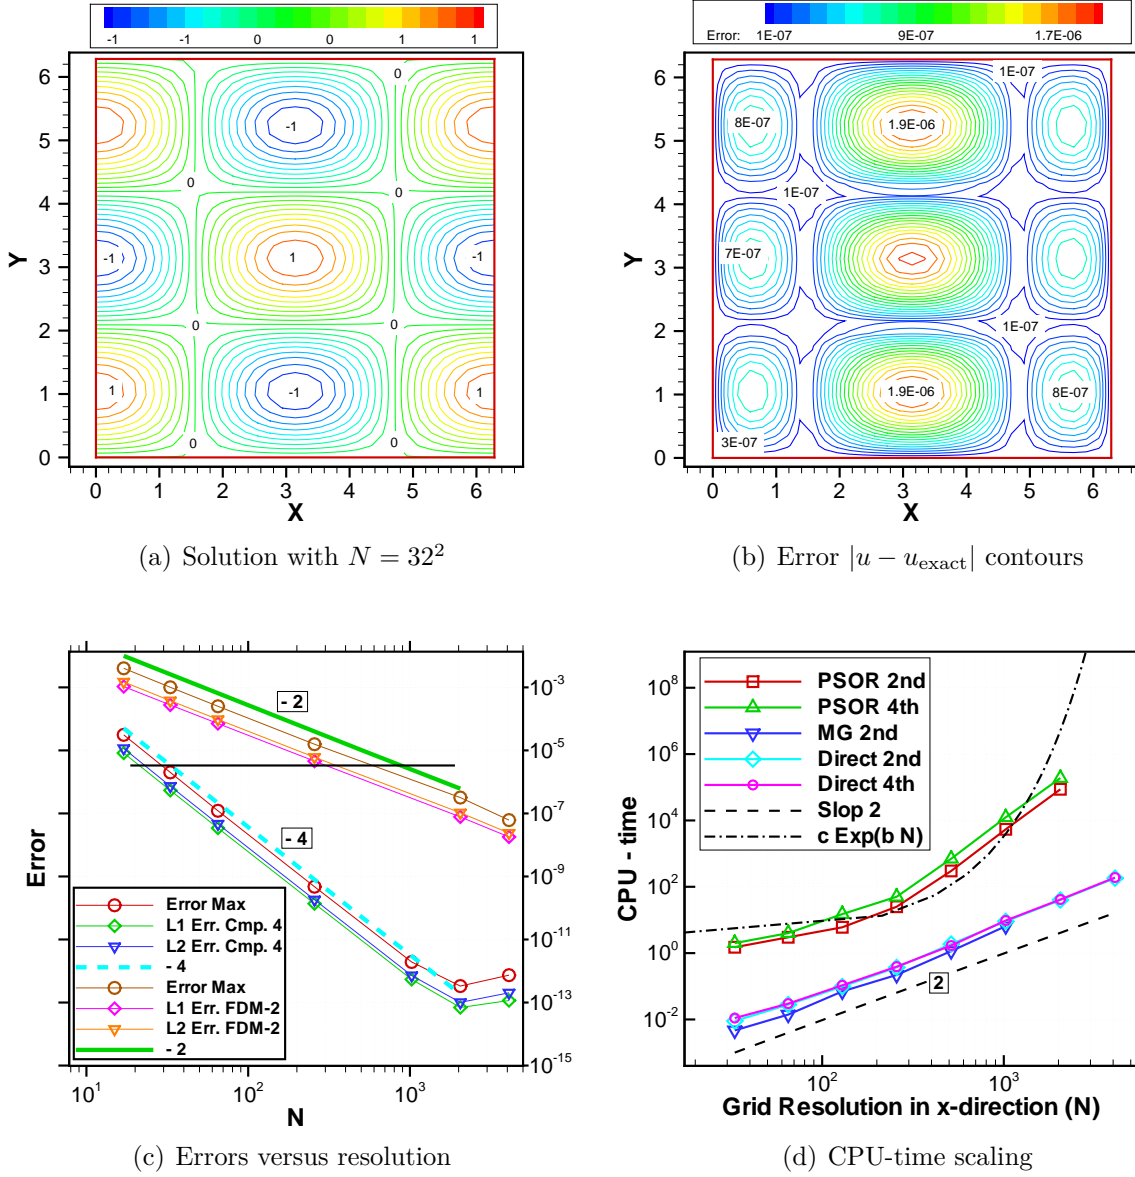 -1 -1 0 0 1 1
Error: 1E-07 9E-07 1.7E-06
Y
6
5
4
3
2
1
0
0
0
-1
0
0
-1
1
-1
0
0
1
-1
1
0
0
0 1 2 3 4 5 6
X
(a) Solution with N = 32²
Y
6
5
4
3
2
1
0
1E-07
8E-07
1.9E-06
1E-07
7E-07
1E-07
1.9E-06
8E-07
3E-07
0 1 2 3 4 5 6
X
(b) Error |u − u_exact| contours
Error
- 2
- 4
10^-3
10^-5
10^-7
10^-9
10^-11
10^-13
10^-15
Error Max
L1 Err. Cmp. 4
L2 Err. Cmp. 4
- 4
Error Max
L1 Err. FDM-2
L2 Err. FDM-2
- 2
10^1 10^2 10^3
N
(c) Errors versus resolution
CPU - time
10^8
10^6
10^4
10^2
10^0
10^-2
PSOR 2nd
PSOR 4th
MG 2nd
Direct 2nd
Direct 4th
Slop 2
c Exp(b N)
2
10^2 10^3
Grid Resolution in x-direction (N)
(d) CPU-time scaling